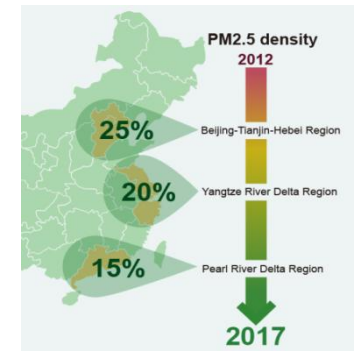 PM2.5 density
2012
25%
Beijing-Tianjin-Hebei Region
20%
Yangtze River Delta Region
15%
Pearl River Delta Region
2017